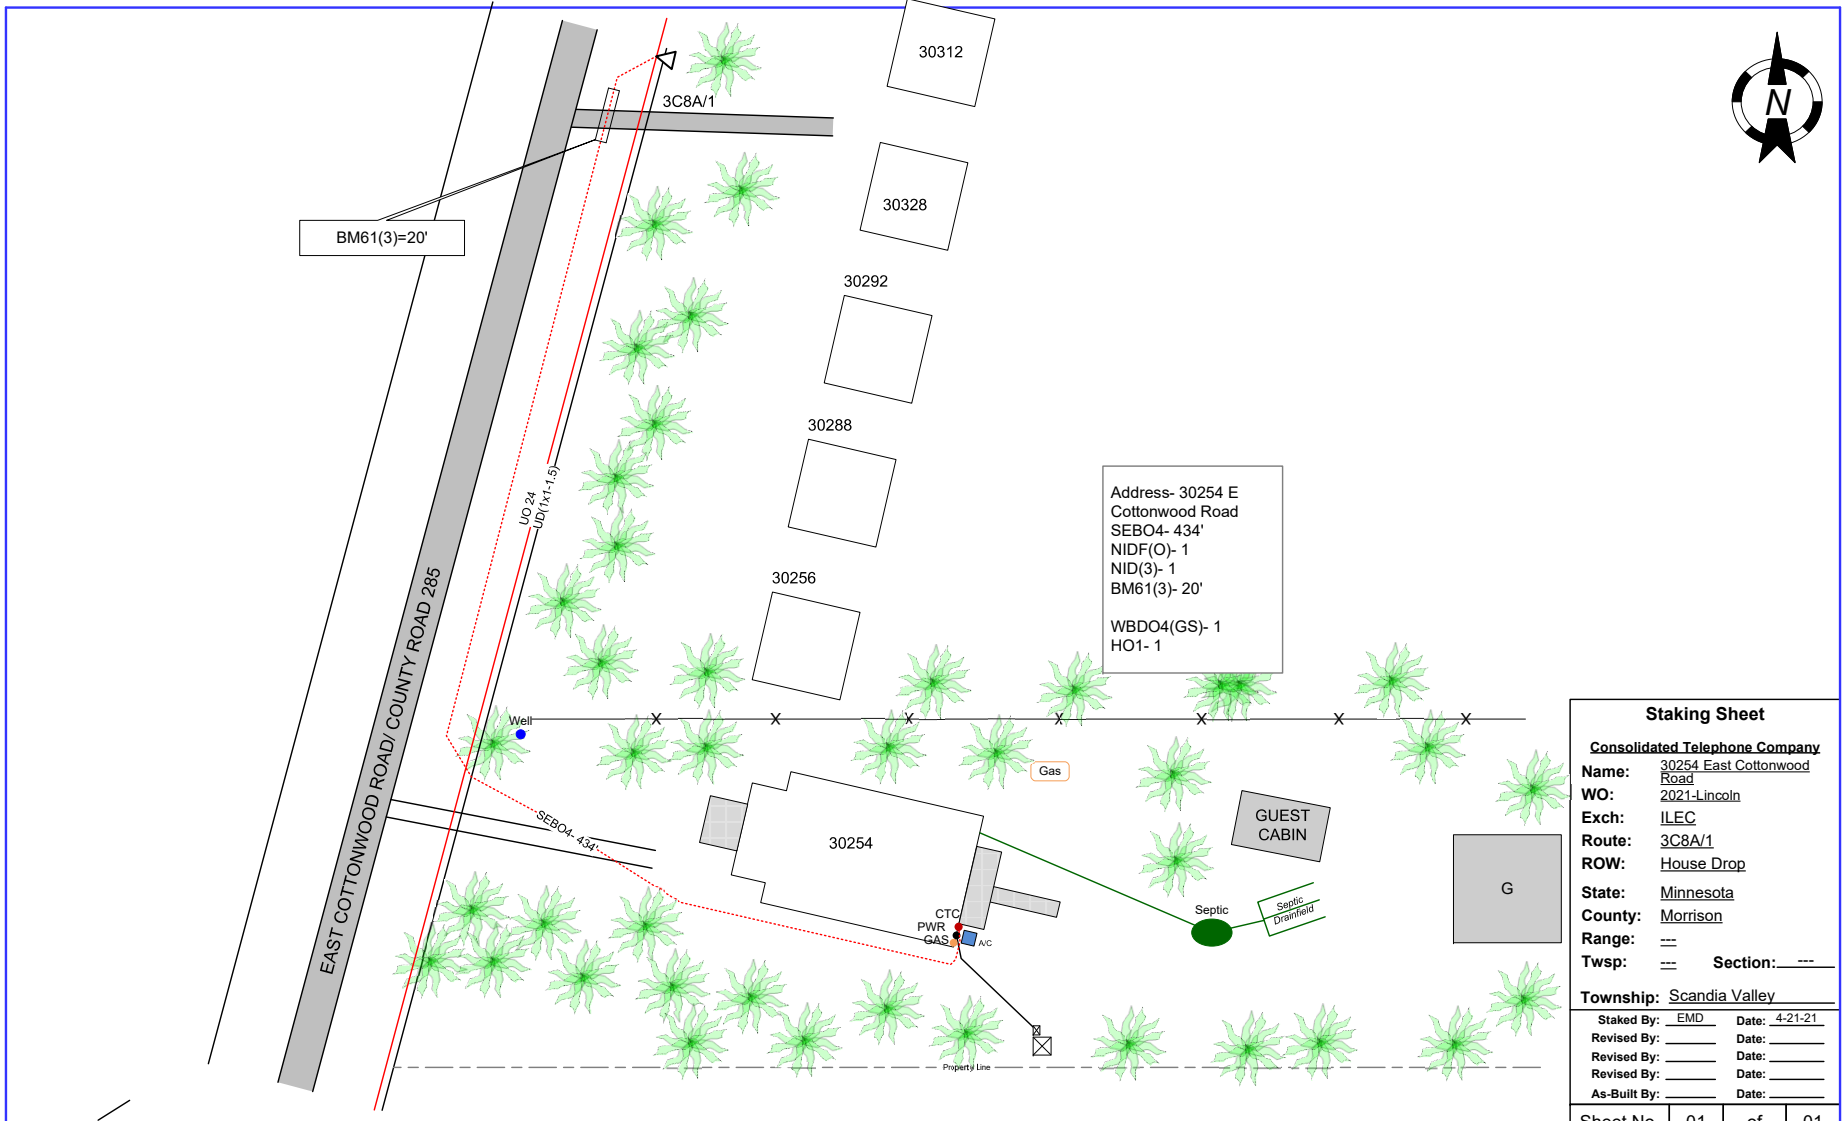 30312
N
3C8A/1
30328
BM61(3)=20'
30292
30288
UO 24
UD(1x1-1.5)
Address- 30254 E
Cottonwood Road
SEBO4- 434'
NIDF(O)- 1
NID(3)- 1
BM61(3)- 20'
WBDO4(GS)- 1
HO1- 1
30256
EAST COTTONWOOD ROAD/ COUNTY ROAD 285
Well
X X X X X X X
Gas
SEBO4- 434'
30254
GUEST
CABIN
G
CTC
PWR
GAS
A/C
Septic
Septic
Drainfield
Property Line
Staking Sheet
Consolidated Telephone Company
Name: 30254 East Cottonwood
Road
WO: 2021-Lincoln
Exch: ILEC
Route: 3C8A/1
ROW: House Drop
State: Minnesota
County: Morrison
Range: ---
Twsp: --- Section: ---
Township: Scandia Valley
Staked By: EMD Date: 4-21-21
Revised By: Date:
Revised By: Date:
Revised By: Date:
As-Built By: Date:
Sheet No 01 of 01